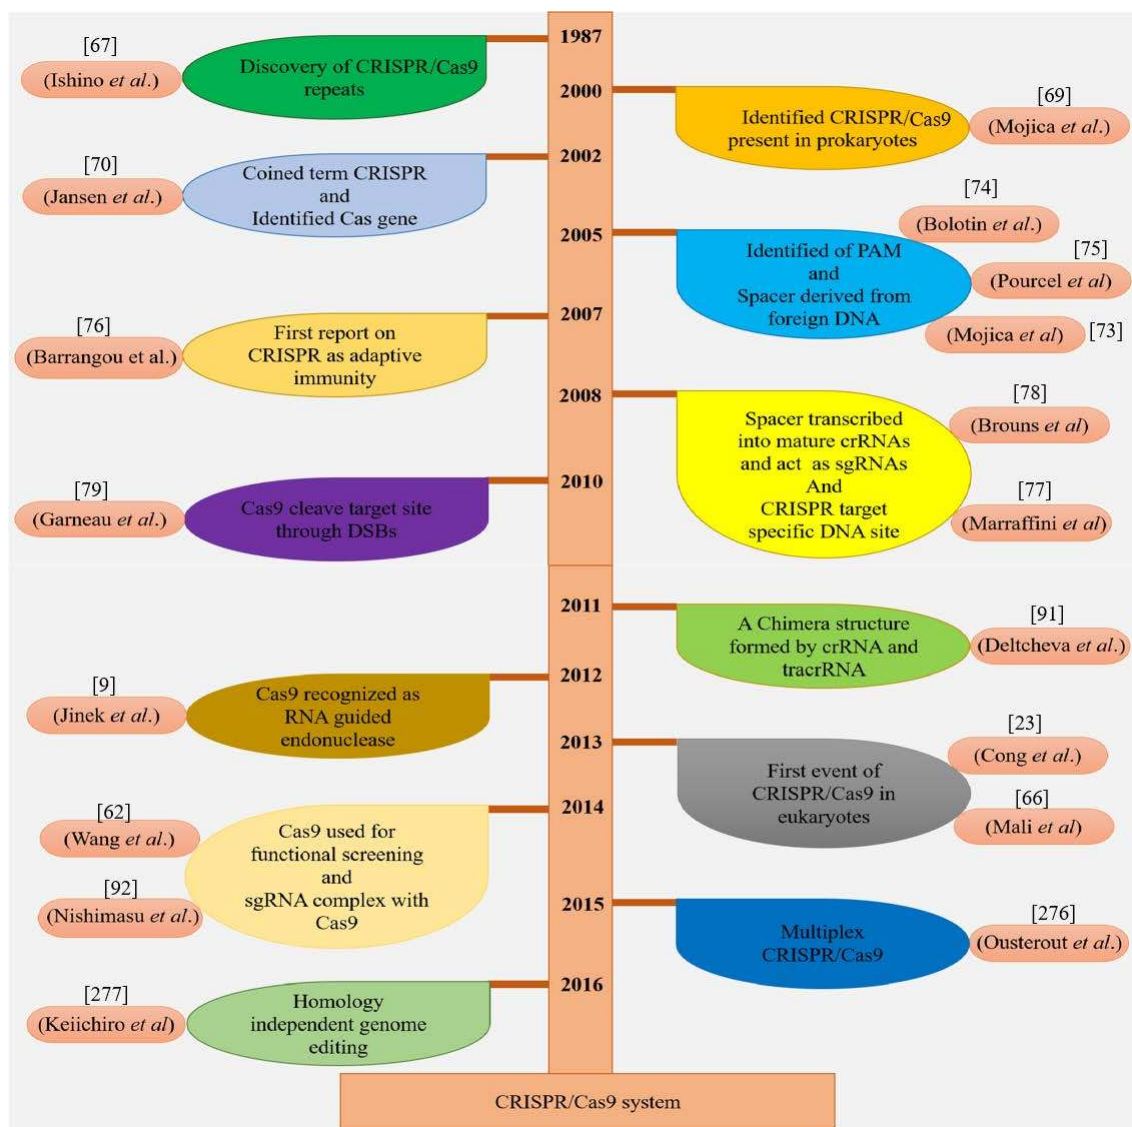 1987
[67]
(Ishino et al.)
Discovery of CRISPR/Cas9
repeats
2000
Identified CRISPR/Cas9
present in prokaryotes
[69]
(Mojica et al.)
2002
[70]
(Jansen et al.)
Coined term CRISPR
and
Identified Cas gene
2005
Identified of PAM
and
Spacer derived from
foreign DNA
[74]
(Bolotin et al.)
[75]
(Pourcel et al)
(Mojica et al) [73]
2007
[76]
(Barrangou et al.)
First report on
CRISPR as adaptive
immunity
2008
Spacer transcribed
into mature crRNAs
and act as sgRNAs
And
CRISPR target
specific DNA site
[78]
(Brouns et al)
[77]
(Marraffini et al)
2010
[79]
(Garneau et al.)
Cas9 cleave target site
through DSBs
2011
A Chimera structure
formed by crRNA and
tracrRNA
[91]
(Deltcheva et al.)
2012
[9]
(Jinek et al.)
Cas9 recognized as
RNA guided
endonuclease
2013
First event of
CRISPR/Cas9 in
eukaryotes
[23]
(Cong et al.)
[66]
(Mali et al)
2014
[62]
(Wang et al.)
[92]
(Nishimasu et al.)
Cas9 used for
functional screening
and
sgRNA complex with
Cas9
2015
Multiplex
CRISPR/Cas9
[276]
(Ousterout et al.)
2016
[277]
(Keiichiro et al)
Homology
independent genome
editing
CRISPR/Cas9 system